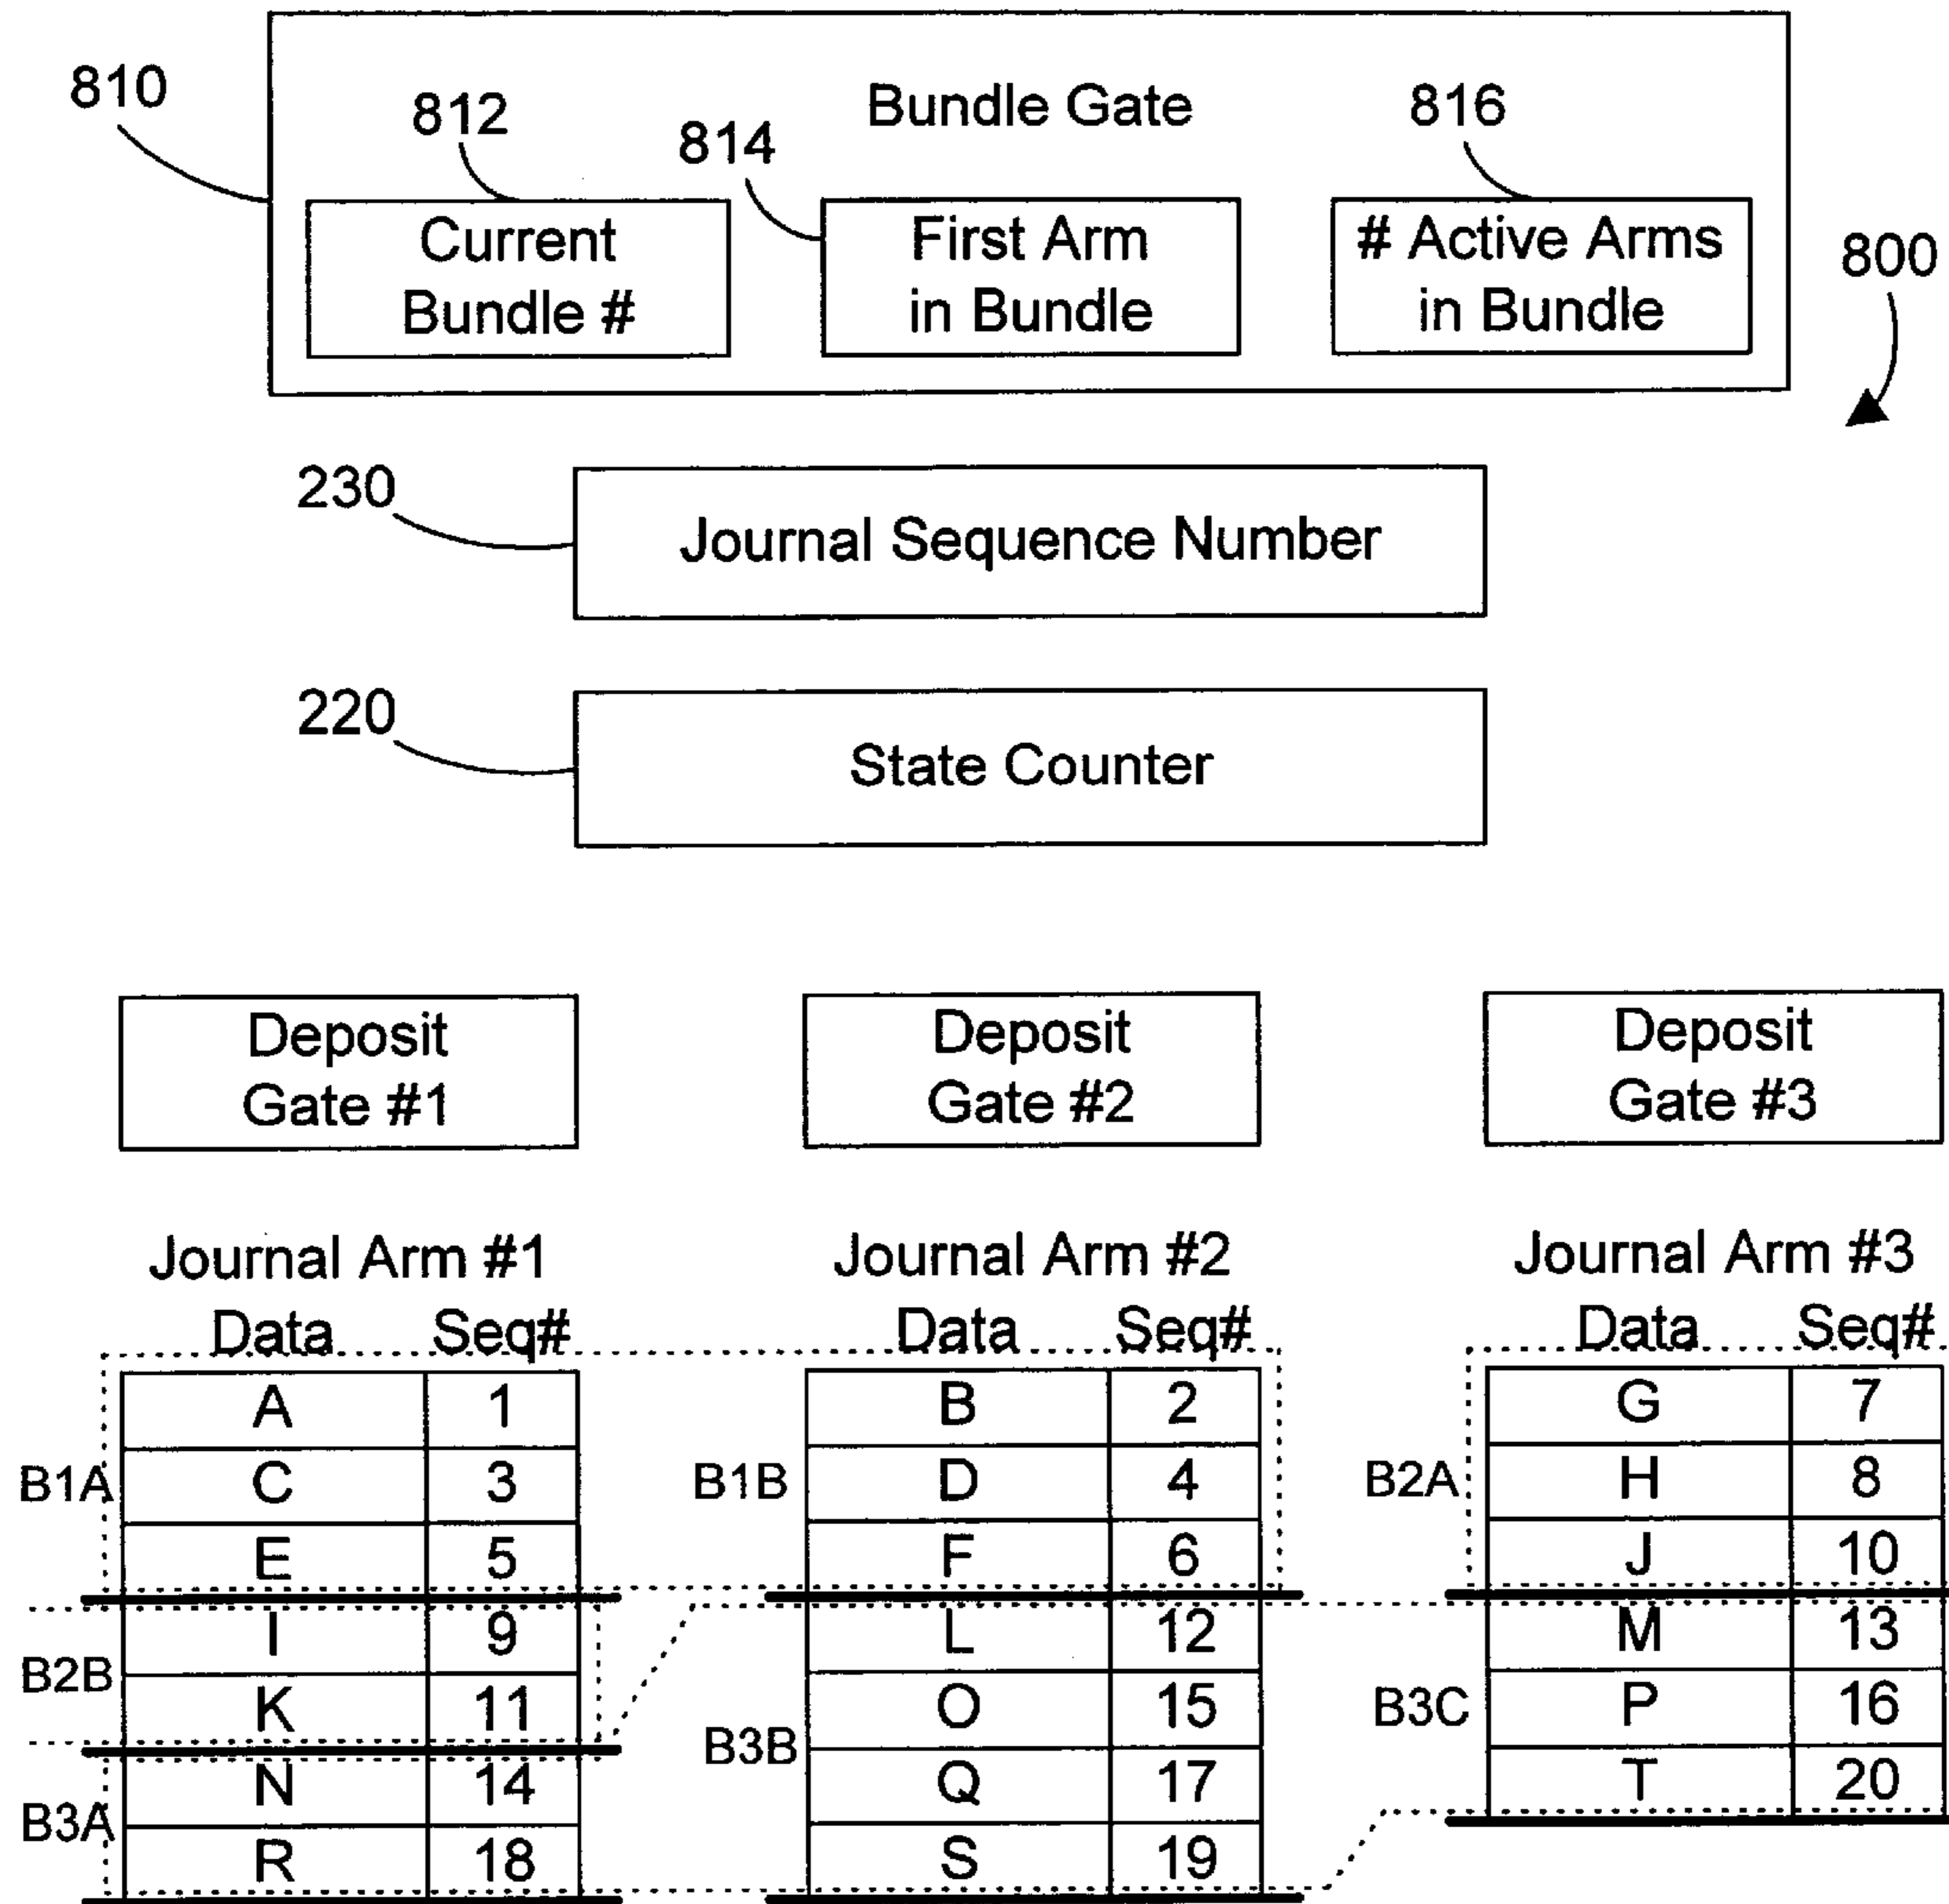 810
812
814
Bundle Gate
816
Current
Bundle #
First Arm
in Bundle
# Active Arms
in Bundle
800
230
Journal Sequence Number
220
State Counter
Deposit
Gate #1
Deposit
Gate #2
Deposit
Gate #3
Journal Arm #1
Data Seq#
B1A
A 1
C 3
E 5
B2B
I 9
K 11
B3A
N 14
R 18
Journal Arm #2
Data Seq#
B1B
B 2
D 4
F 6
B3B
L 12
O 15
Q 17
S 19
Journal Arm #3
Data Seq#
B2A
G 7
H 8
J 10
B3C
M 13
P 16
T 20